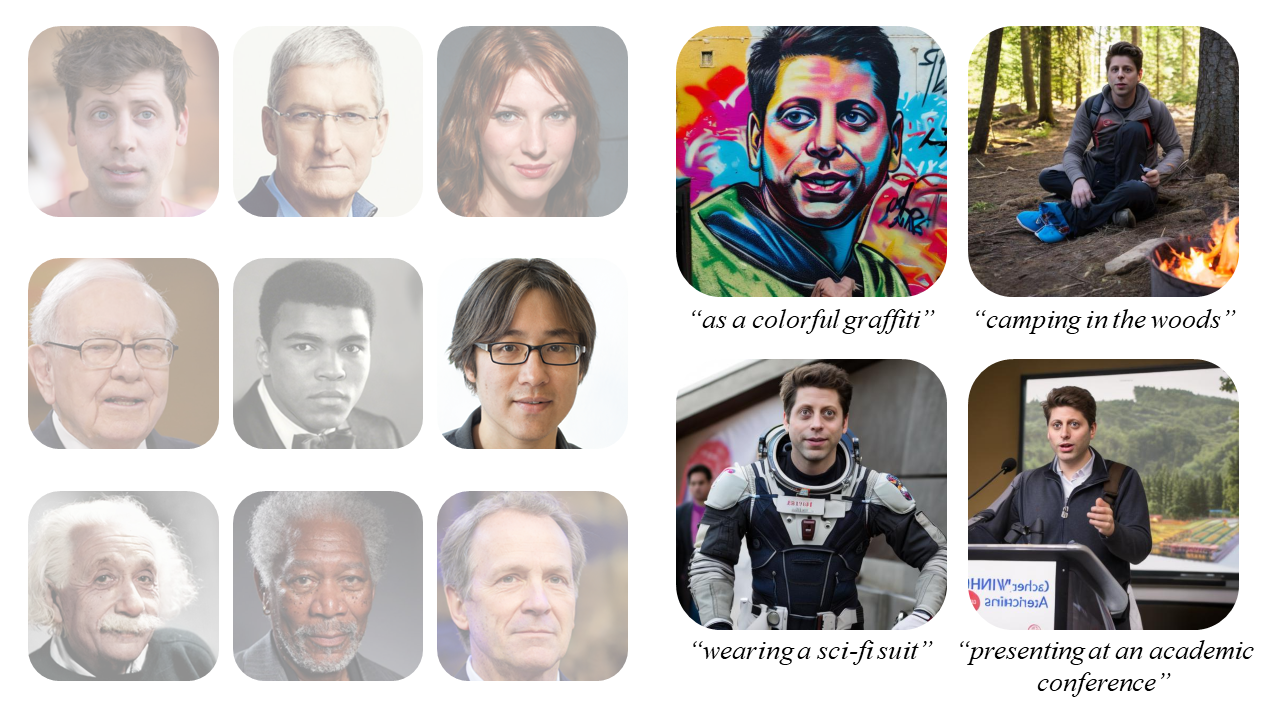 “as a colorful graffiti”
“camping in the woods”
“wearing a sci-fi suit”
“presenting at an academic
conference”